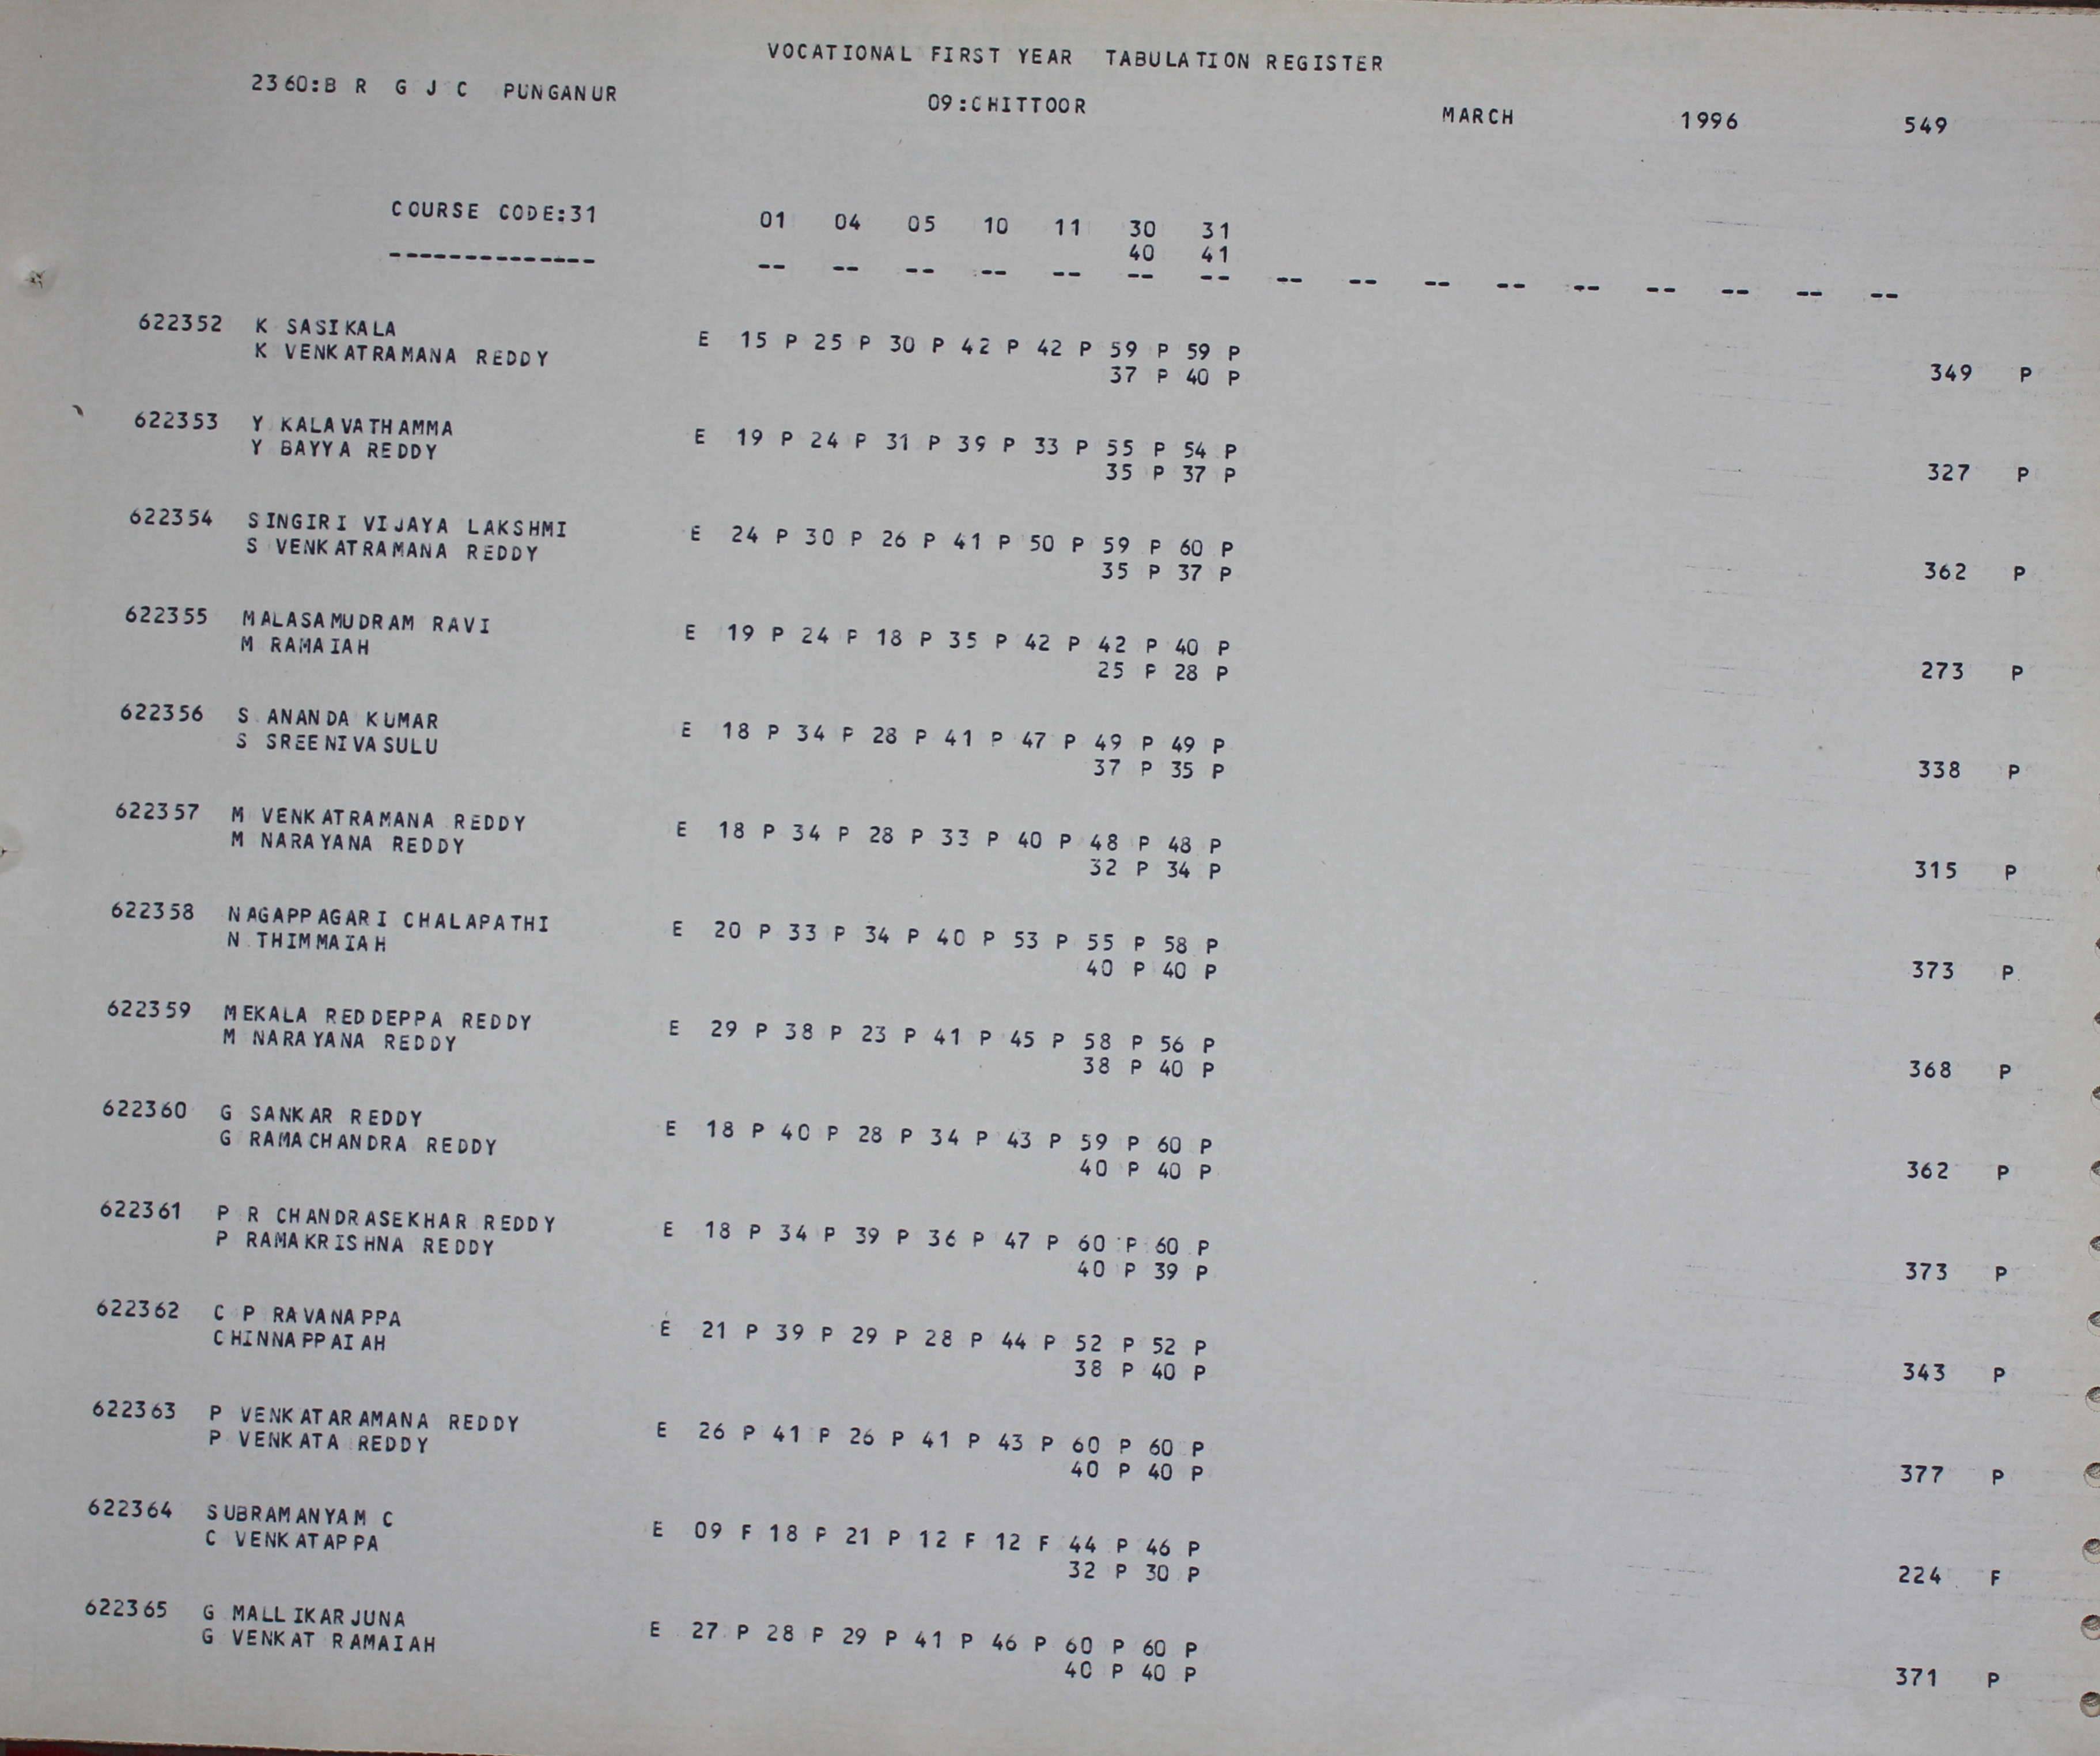 VOCATIONAL FIRST YEAR TABULATION REGISTER
2360:B R G J C PUNGANUR 09:CHITTOOR MARCH 1996 549
COURSE CODE:31 01 04 05 10 11 30 31
40 41
-------------- -- -- -- -- -- -- -- -- -- -- -- -- -- -- -- --
622352 K SASIKALA E 15 P 25 P 30 P 42 P 42 P 59 P 59 P
K VENKATRAMANA REDDY 37 P 40 P 349 P
622353 Y KALAVATHAMMA E 19 P 24 P 31 P 39 P 33 P 55 P 54 P
Y BAYYA REDDY 35 P 37 P 327 P
622354 SINGIRI VIJAYA LAKSHMI E 24 P 30 P 26 P 41 P 50 P 59 P 60 P
S VENKATRAMANA REDDY 35 P 37 P 362 P
622355 MALASAMUDRAM RAVI E 19 P 24 P 18 P 35 P 42 P 42 P 40 P
M RAMAIAH 25 P 28 P 273 P
622356 S ANANDA KUMAR E 18 P 34 P 28 P 41 P 47 P 49 P 49 P
S SREENIVASULU 37 P 35 P 338 P
622357 M VENKATRAMANA REDDY E 18 P 34 P 28 P 33 P 40 P 48 P 48 P
M NARAYANA REDDY 32 P 34 P 315 P
622358 NAGAPPAGARI CHALAPATHI E 20 P 33 P 34 P 40 P 53 P 55 P 58 P
N THIMMAIAH 40 P 40 P 373 P
622359 MEKALA REDDEPPA REDDY E 29 P 38 P 23 P 41 P 45 P 58 P 56 P
M NARAYANA REDDY 38 P 40 P 368 P
622360 G SANKAR REDDY E 18 P 40 P 28 P 34 P 43 P 59 P 60 P
G RAMACHANDRA REDDY 40 P 40 P 362 P
622361 P R CHANDRASEKHAR REDDY E 18 P 34 P 39 P 36 P 47 P 60 P 60 P
P RAMAKRISHNA REDDY 40 P 39 P 373 P
622362 C P RAVANAPPA E 21 P 39 P 29 P 28 P 44 P 52 P 52 P
CHINNAPPAIAH 38 P 40 P 343 P
622363 P VENKATARAMANA REDDY E 26 P 41 P 26 P 41 P 43 P 60 P 60 P
P VENKATA REDDY 40 P 40 P 377 P
622364 SUBRAMANYAM C E 09 F 18 P 21 P 12 F 12 F 44 P 46 P
C VENKATAPPA 32 P 30 P 224 F
622365 G MALLIKARJUNA E 27 P 28 P 29 P 41 P 46 P 60 P 60 P
G VENKAT RAMAIAH 40 P 40 P 371 P